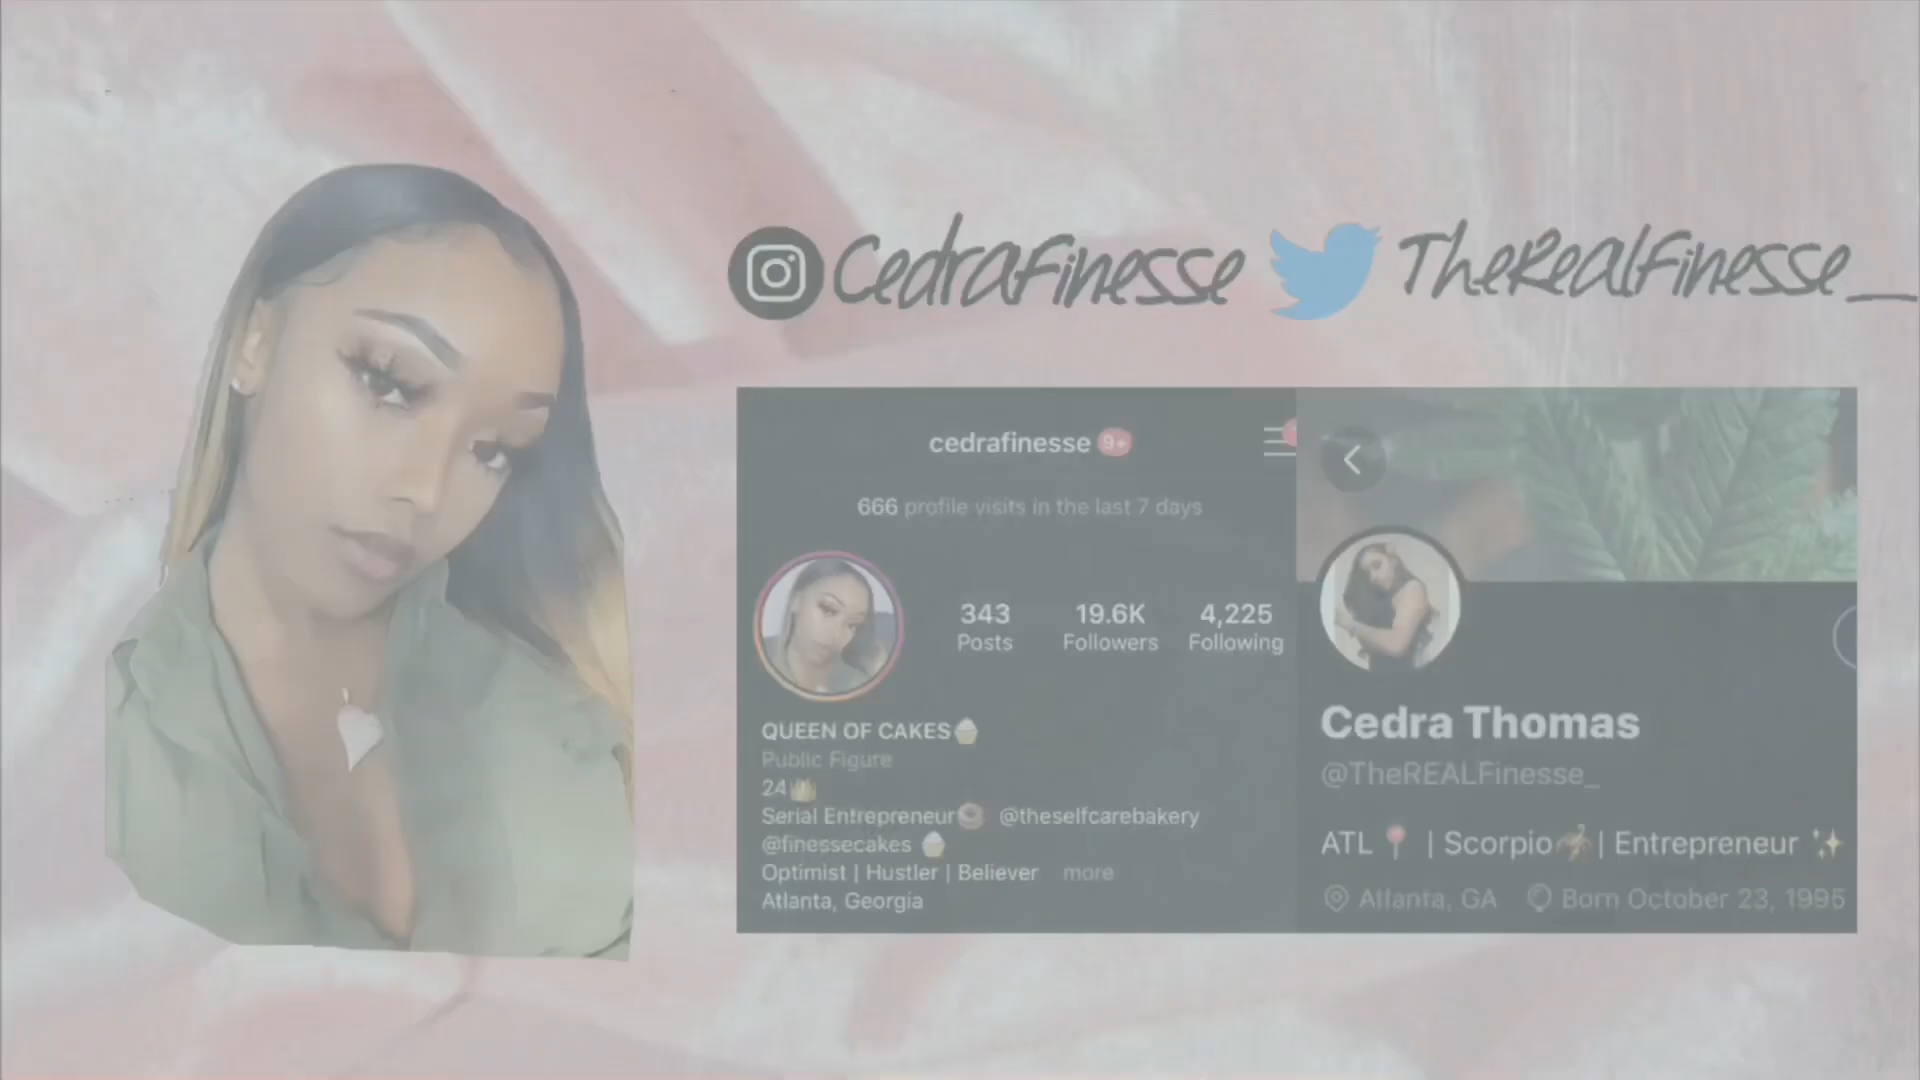 CedraFinesse TheRealFinesse_
cedrafinesse 9+
666 profile visits in the last 7 days
343 19.6K 4,225
Posts Followers Following
QUEEN OF CAKES🧁
Public Figure
24👑
Serial Entrepreneur🍩 @theselfcarebakery
@finessecakes 🧁
Optimist | Hustler | Believer more
Atlanta, Georgia
Cedra Thomas
@TheREALFinesse_
ATL📍 | Scorpio🦂 | Entrepreneur ✨
Atlanta, GA Born October 23, 1995